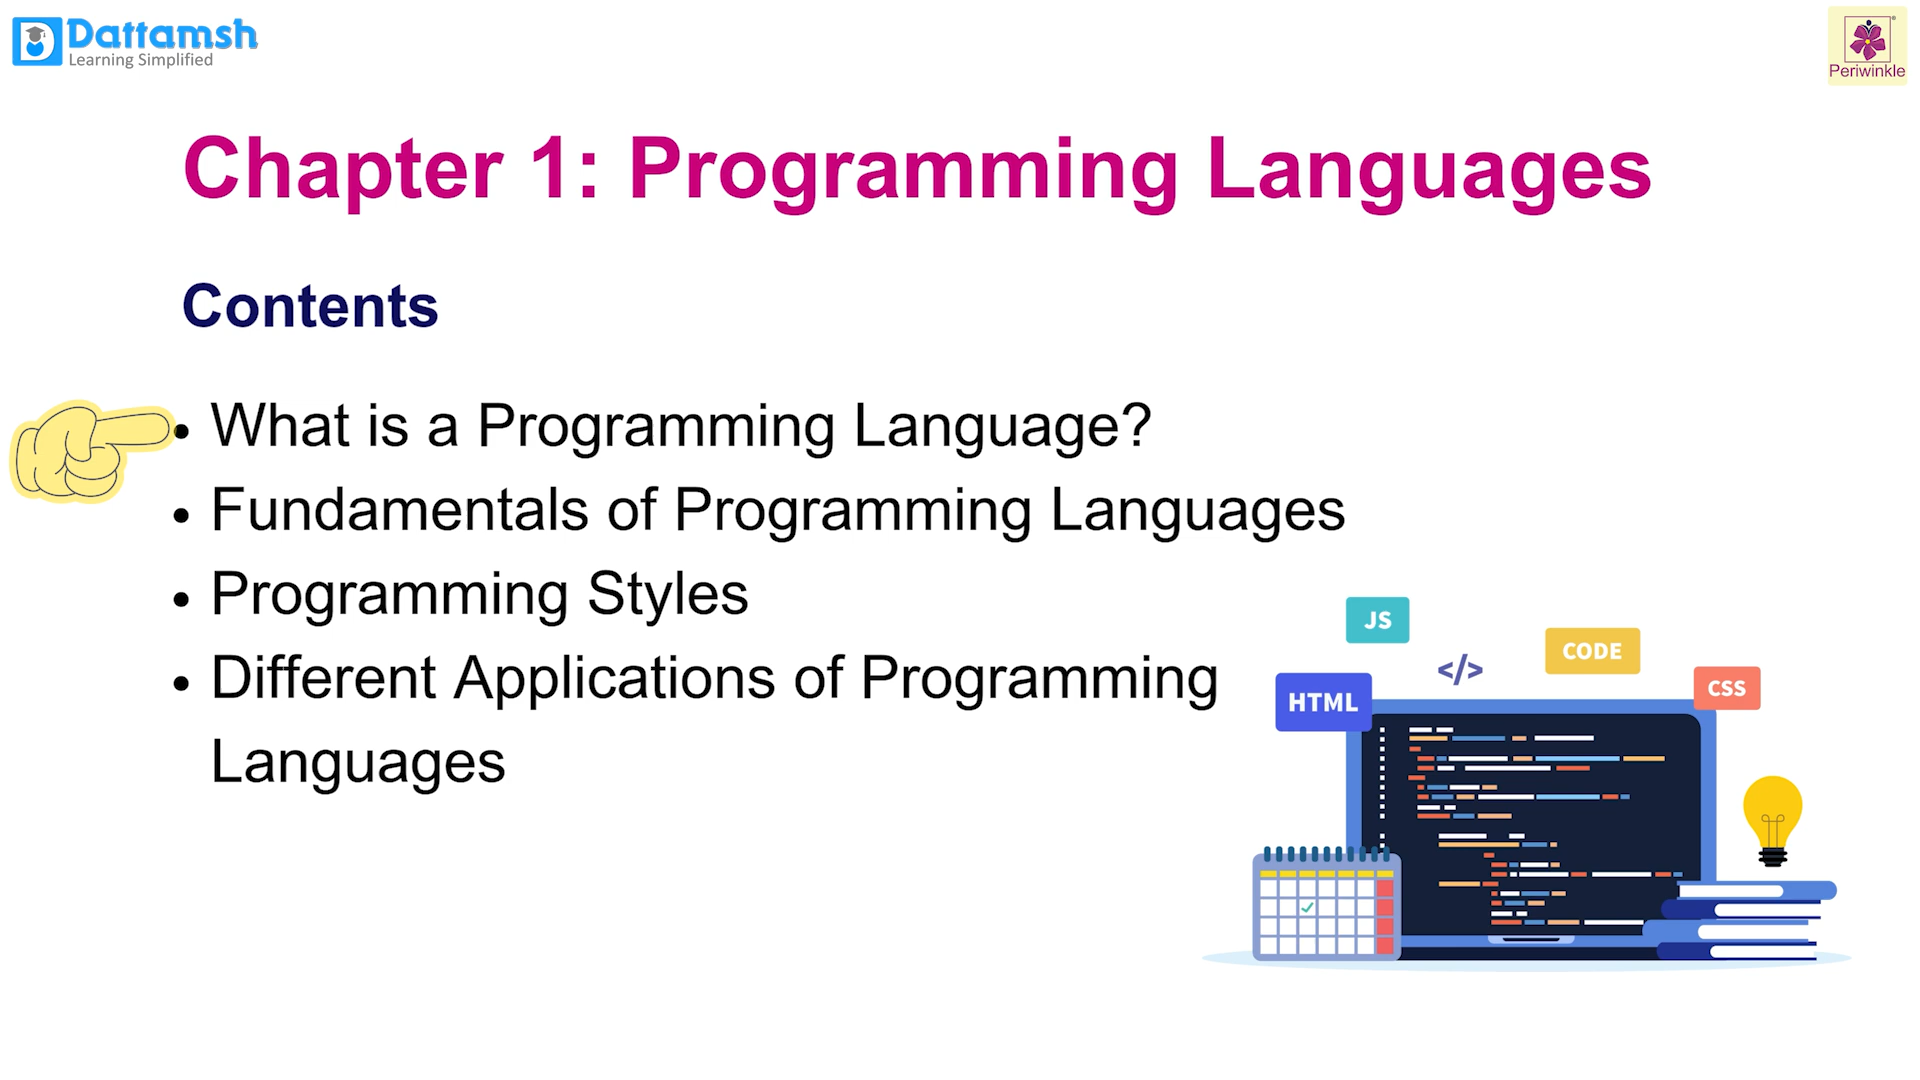 Dattamsh
Learning Simplified
Periwinkle
Chapter 1: Programming Languages
Contents
• What is a Programming Language?
• Fundamentals of Programming Languages
• Programming Styles
• Different Applications of Programming
Languages
JS
</>
CODE
CSS
HTML